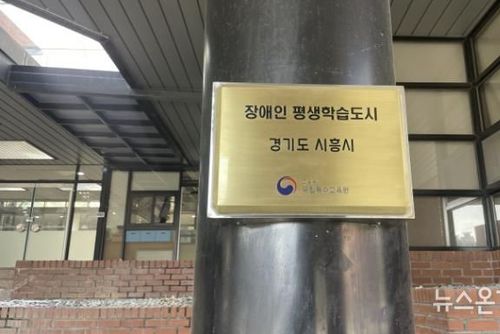 장애인 평생학습도시
경기도 시흥시
국립특수교육원
뉴스온